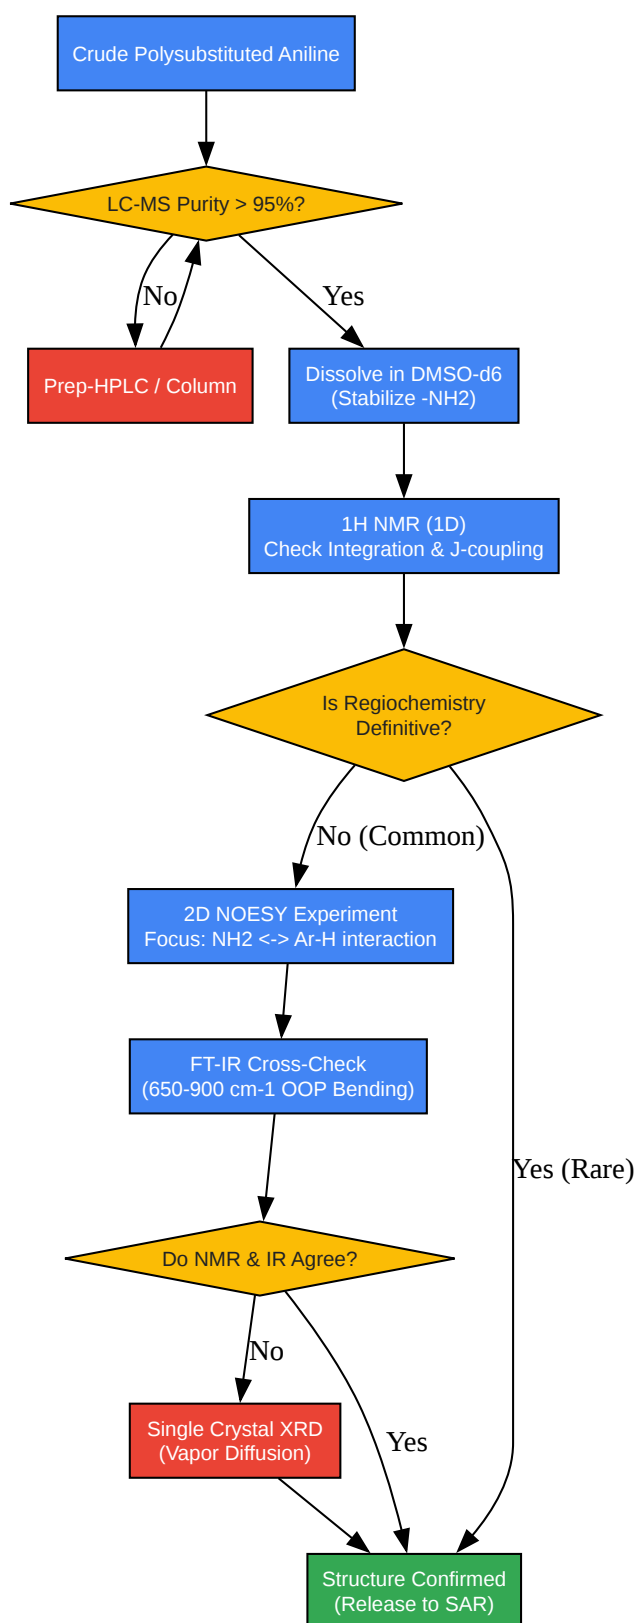 Crude Polysubstituted Aniline
LC-MS Purity > 95%?
No
Yes
Prep-HPLC / Column
Dissolve in DMSO-d6
(Stabilize -NH2)
1H NMR (1D)
Check Integration & J-coupling
Is Regiochemistry
Definitive?
No (Common)
2D NOESY Experiment
Focus: NH2 <-> Ar-H interaction
FT-IR Cross-Check
(650-900 cm-1 OOP Bending)
Yes (Rare)
Do NMR & IR Agree?
No
Single Crystal XRD
(Vapor Diffusion)
Yes
Structure Confirmed
(Release to SAR)